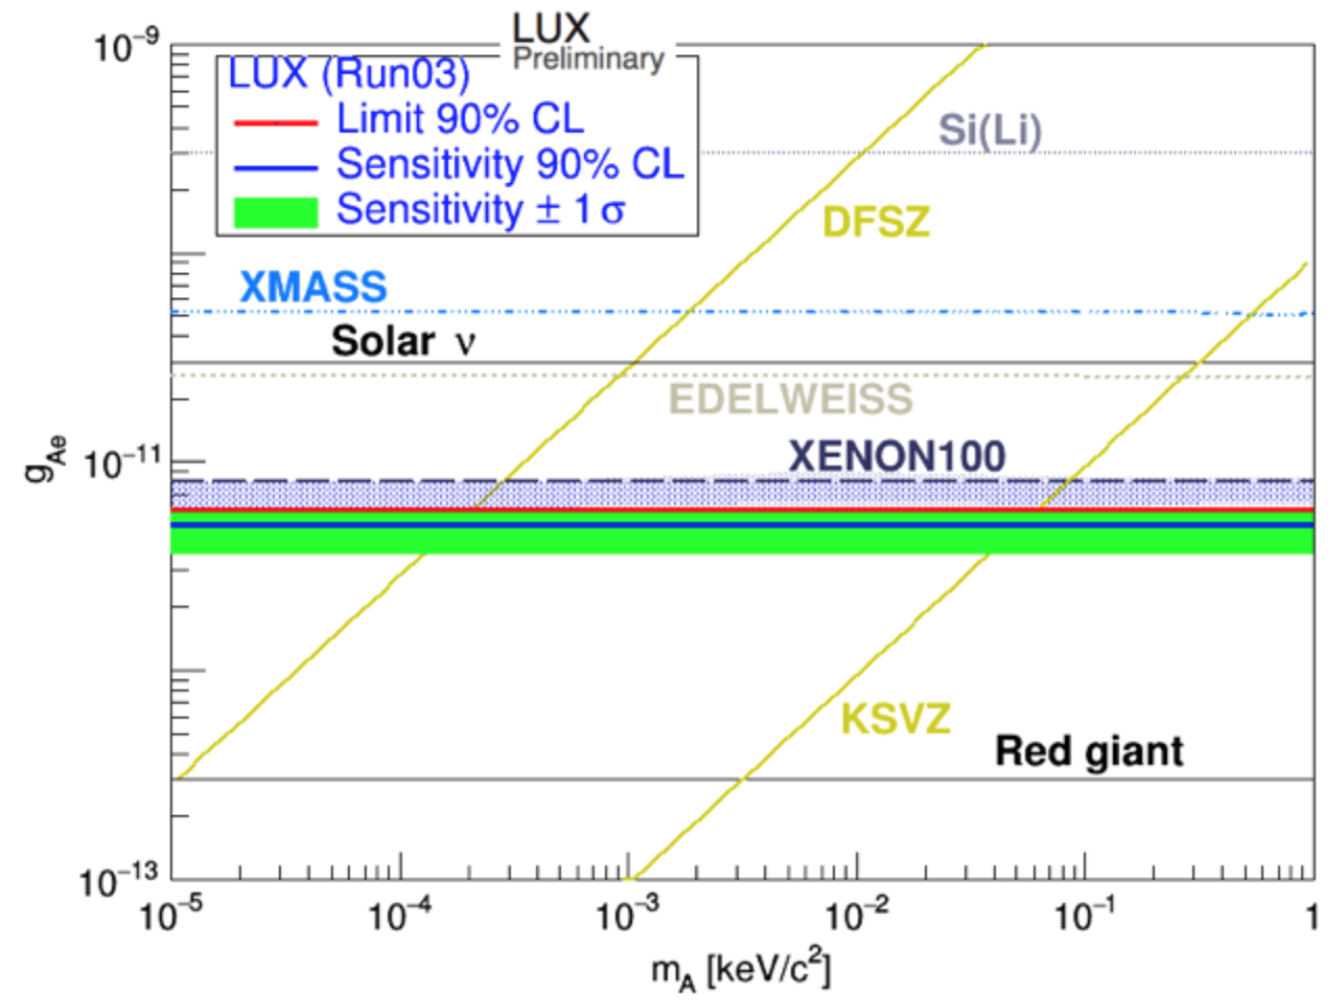 LUX
Preliminary
10⁻⁹
LUX (Run03)
Limit 90% CL
Sensitivity 90% CL
Sensitivity ± 1 σ
Si(Li)
DFSZ
XMASS
Solar ν
EDELWEISS
XENON100
10⁻¹¹
g_Ae
KSVZ
Red giant
10⁻¹³
10⁻⁵ 10⁻⁴ 10⁻³ 10⁻² 10⁻¹ 1
m_A [keV/c²]